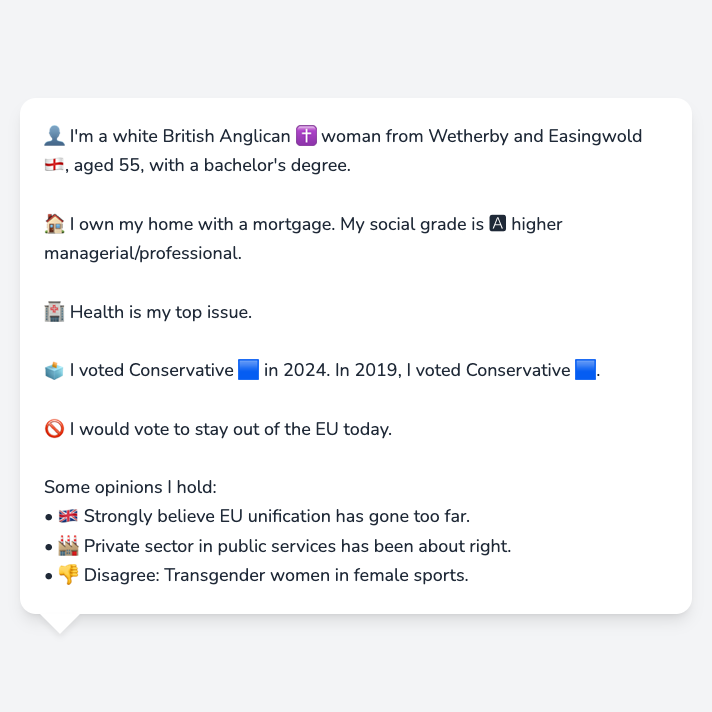 👤 I'm a white British Anglican ✝️ woman from Wetherby and Easingwold
🏴󠁧󠁢󠁥󠁮󠁧󠁿, aged 55, with a bachelor's degree.
🏠 I own my home with a mortgage. My social grade is 🅰 higher
managerial/professional.
🏥 Health is my top issue.
🗳️ I voted Conservative 🟦 in 2024. In 2019, I voted Conservative 🟦.
🚫 I would vote to stay out of the EU today.
Some opinions I hold:
• 🇬🇧 Strongly believe EU unification has gone too far.
• 🏭 Private sector in public services has been about right.
• 👎 Disagree: Transgender women in female sports.